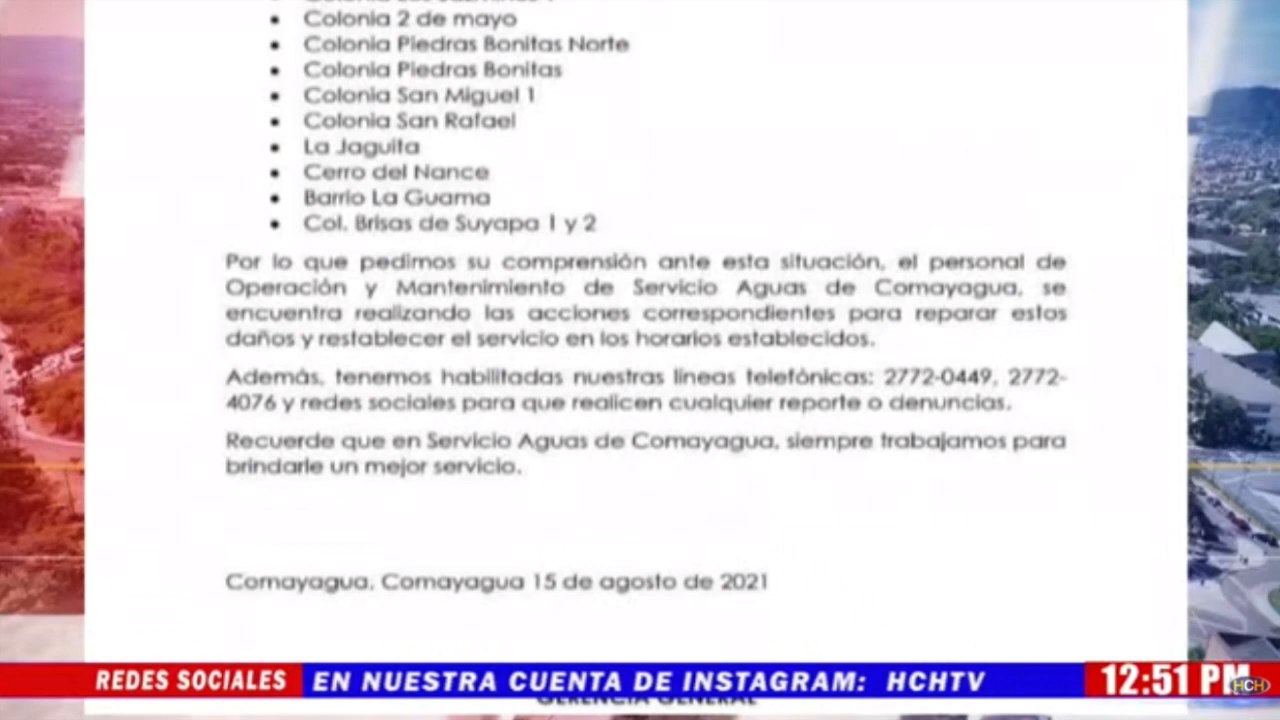 • Colonia 2 de mayo
• Colonia Piedras Bonitas Norte
• Colonia Piedras Bonitas
• Colonia San Miguel 1
• Colonia San Rafael
• La Jaguita
• Cerro del Nance
• Barrio La Guama
• Col. Brisas de Suyapa 1 y 2
Por lo que pedimos su comprensión ante esta situación, el personal de
Operación y Mantenimiento de Servicio Aguas de Comayagua, se
encuentra realizando las acciones correspondientes para reparar estos
daños y restablecer el servicio en los horarios establecidos.
Además, tenemos habilitadas nuestras líneas telefónicas: 2772-0449, 2772-
4076 y redes sociales para que realicen cualquier reporte o denuncias.
Recuerde que en Servicio Aguas de Comayagua, siempre trabajamos para
brindarle un mejor servicio.
Comayagua, Comayagua 15 de agosto de 2021
REDES SOCIALES EN NUESTRA CUENTA DE INSTAGRAM: HCHTV 12:51 PM
HCH
GERENCIA GENERAL